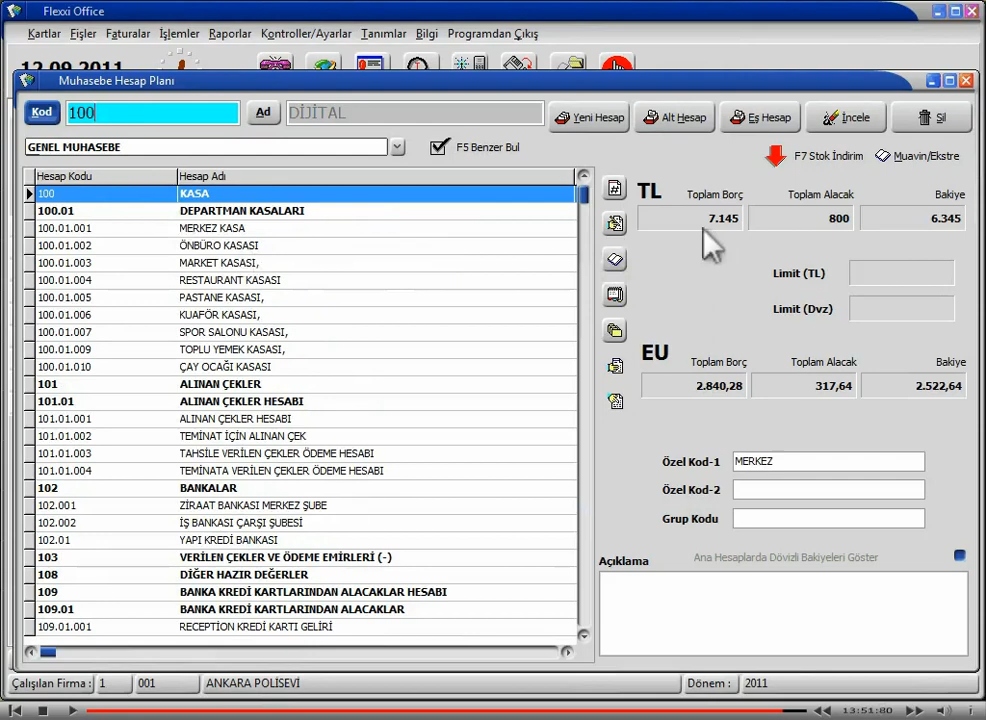 Flexxi Office
Kartlar Fişler Faturalar İşlemler Raporlar Kontroller/Ayarlar Tanımlar Bilgi Programdan Çıkış
12.09.2011
Muhasebe Hesap Planı
Kod 100 Ad DİJİTAL Yeni Hesap Alt Hesap Eş Hesap İncele Sil
GENEL MUHASEBE F5 Benzer Bul F7 Stok İndirim Muavin/Ekstre
Hesap Kodu Hesap Adı
100 KASA
100.01 DEPARTMAN KASALARI
100.01.001 MERKEZ KASA
100.01.002 ÖNBÜRO KASASI
100.01.003 MARKET KASASI,
100.01.004 RESTAURANT KASASI
100.01.005 PASTANE KASASI,
100.01.006 KUAFÖR KASASI,
100.01.007 SPOR SALONU KASASI,
100.01.009 TOPLU YEMEK KASASI,
100.01.010 ÇAY OCAĞI KASASI
101 ALINAN ÇEKLER
101.01 ALINAN ÇEKLER HESABI
101.01.001 ALINAN ÇEKLER HESABI
101.01.002 TEMİNAT İÇİN ALINAN ÇEK
101.01.003 TAHSİLE VERİLEN ÇEKLER ÖDEME HESABI
101.01.004 TEMİNATA VERİLEN ÇEKLER ÖDEME HESABI
102 BANKALAR
102.001 ZİRAAT BANKASI MERKEZ ŞUBE
102.002 İŞ BANKASI ÇARŞI ŞUBESİ
102.01 YAPI KREDİ BANKASI
103 VERİLEN ÇEKLER VE ÖDEME EMİRLERİ (-)
108 DİĞER HAZIR DEĞERLER
109 BANKA KREDİ KARTLARINDAN ALACAKLAR HESABI
109.01 BANKA KREDİ KARTLARINDAN ALACAKLAR
109.01.001 RECEPTİON KREDİ KARTI GELİRİ
TL Toplam Borç Toplam Alacak Bakiye
7.145 800 6.345
Limit (TL)
Limit (Dvz)
EU Toplam Borç Toplam Alacak Bakiye
2.840,28 317,64 2.522,64
Özel Kod-1 MERKEZ
Özel Kod-2
Grup Kodu
Açıklama Ana Hesaplarda Dövizli Bakiyeleri Göster
Çalışılan Firma : 1 001 ANKARA POLİSEVİ Dönem : 2011
13:51:80